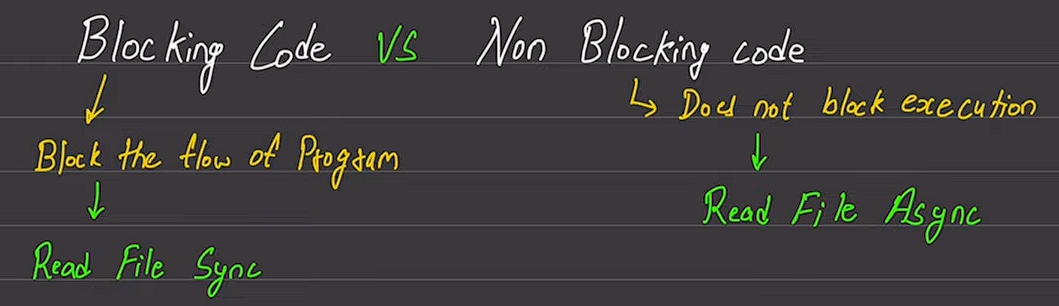 Blocking Code VS Non Blocking code
Does not block execution
Block the flow of Program
Read File Async
Read File Sync